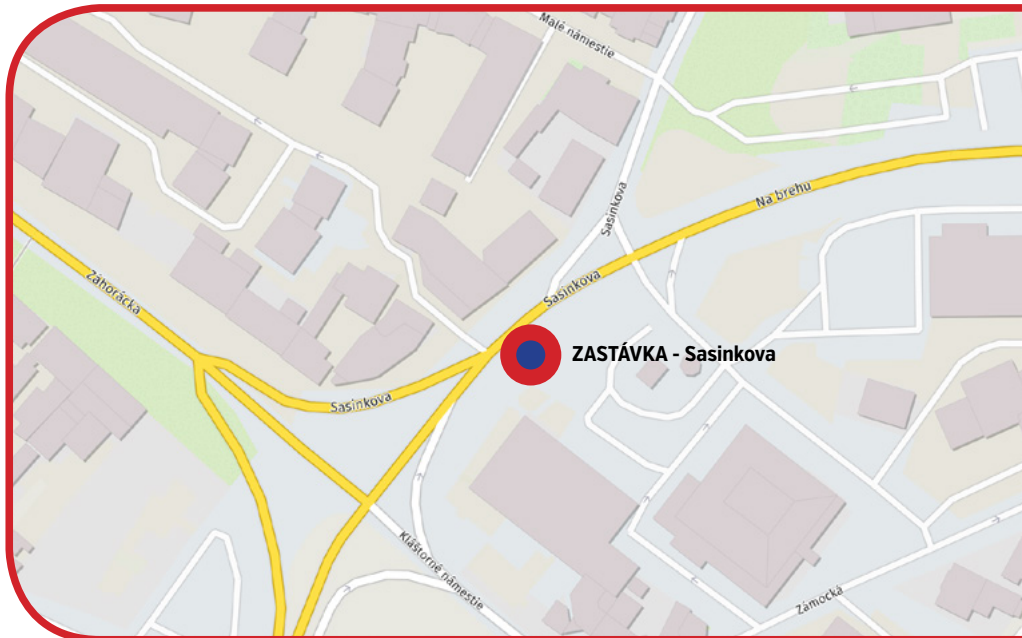 Malé námestie
Sasinkova
Na brehu
Sasinkova
Záhorácka
ZASTÁVKA - Sasinkova
Sasinkova
Kláštorné námestie
Zámocká